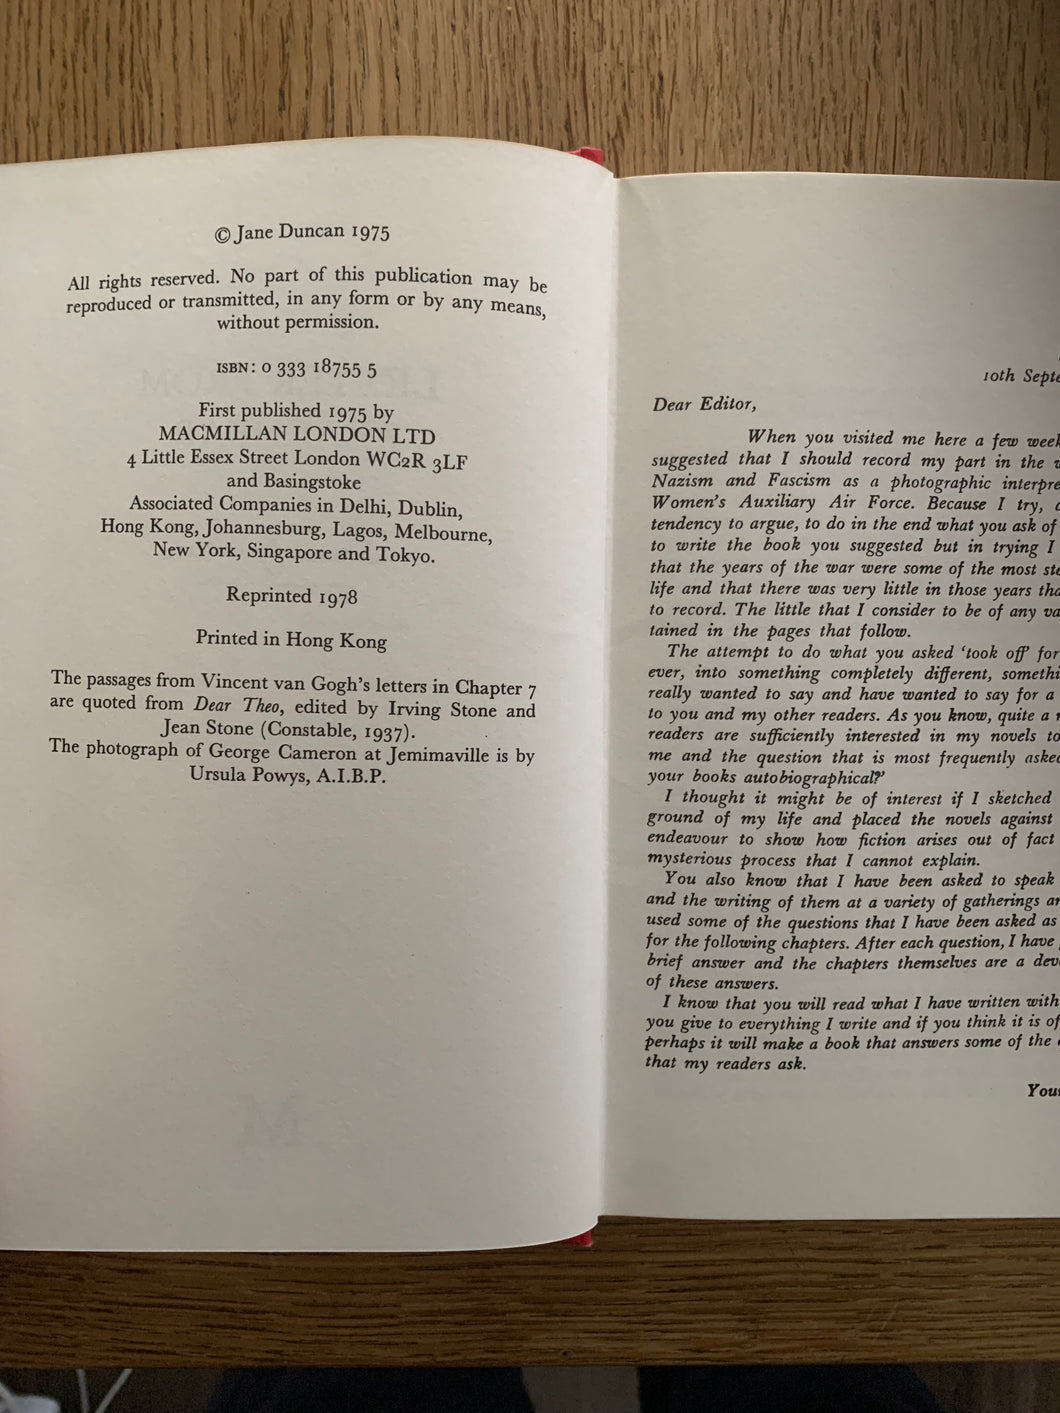 © Jane Duncan 1975
All rights reserved. No part of this publication may be
reproduced or transmitted, in any form or by any means,
without permission.
ISBN: 0 333 18755 5
First published 1975 by
MACMILLAN LONDON LTD
4 Little Essex Street London WC2R 3LF
and Basingstoke
Associated Companies in Delhi, Dublin,
Hong Kong, Johannesburg, Lagos, Melbourne,
New York, Singapore and Tokyo.
Reprinted 1978
Printed in Hong Kong
The passages from Vincent van Gogh's letters in Chapter 7
are quoted from Dear Theo, edited by Irving Stone and
Jean Stone (Constable, 1937).
The photograph of George Cameron at Jemimaville is by
Ursula Powys, A.I.B.P.
10th Septe
Dear Editor,
When you visited me here a few week
suggested that I should record my part in the
Nazism and Fascism as a photographic interpre
Women's Auxiliary Air Force. Because I try,
tendency to argue, to do in the end what you ask of
to write the book you suggested but in trying I
that the years of the war were some of the most ste
life and that there was very little in those years tha
to record. The little that I consider to be of any va
tained in the pages that follow.
The attempt to do what you asked 'took off' for
ever, into something completely different, somethi
really wanted to say and have wanted to say for a
to you and my other readers. As you know, quite a
readers are sufficiently interested in my novels to
me and the question that is most frequently asked
your books autobiographical?'
I thought it might be of interest if I sketched
ground of my life and placed the novels against
endeavour to show how fiction arises out of fact
mysterious process that I cannot explain.
You also know that I have been asked to speak
and the writing of them at a variety of gatherings an
used some of the questions that I have been asked as
for the following chapters. After each question, I have
brief answer and the chapters themselves are a deve
of these answers.
I know that you will read what I have written with
you give to everything I write and if you think it is of
perhaps it will make a book that answers some of the
that my readers ask.
Your